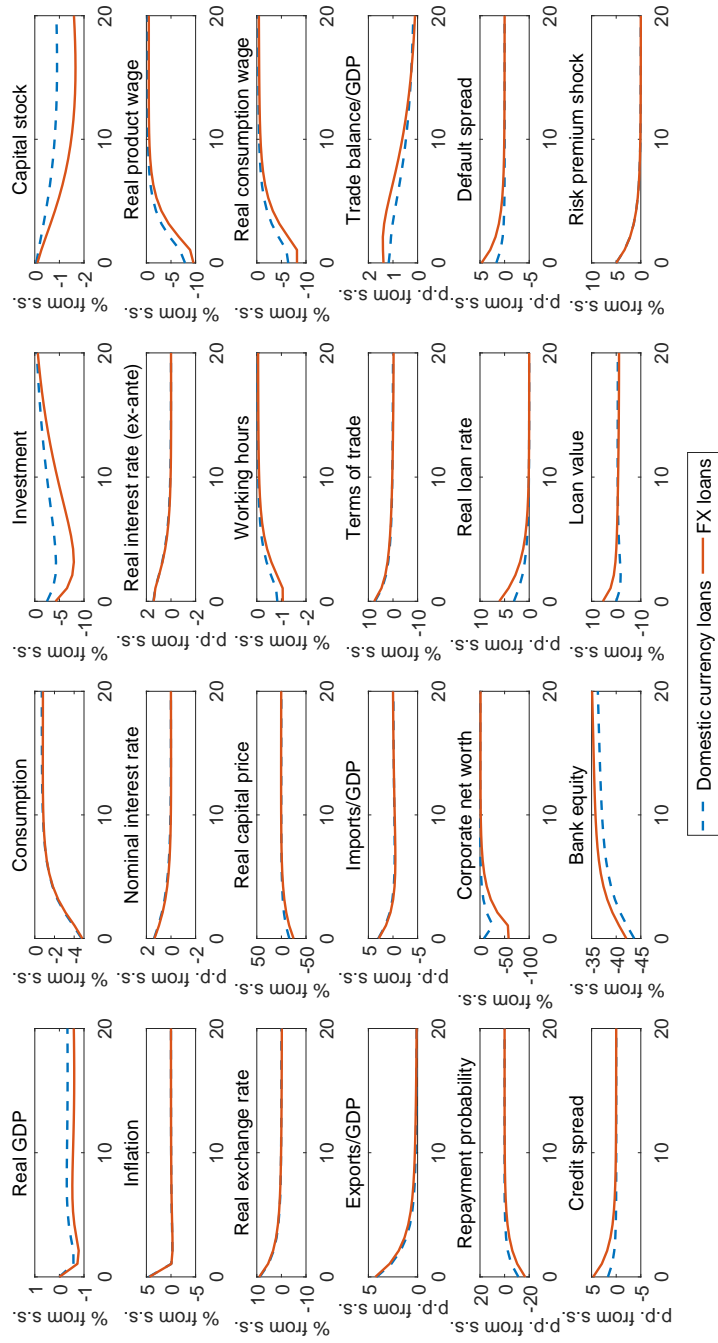 Real GDP
% from s.s.
1
0
-1
0 10 20
Consumption
% from s.s.
0
-2
-4
0 10 20
Investment
% from s.s.
0
-5
-10
0 10 20
Capital stock
% from s.s.
0
-1
-2
0 10 20
Inflation
% from s.s.
5
0
-5
0 10 20
Nominal interest rate
p.p. from s.s.
2
0
-2
0 10 20
Real interest rate (ex-ante)
p.p. from s.s.
2
0
-2
0 10 20
Real product wage
% from s.s.
0
-5
-10
0 10 20
Real exchange rate
% from s.s.
10
0
-10
0 10 20
Real capital price
% from s.s.
50
0
-50
0 10 20
Working hours
% from s.s.
0
-1
-2
0 10 20
Real consumption wage
% from s.s.
0
-5
-10
0 10 20
Exports/GDP
p.p. from s.s.
5
0
-5
0 10 20
Imports/GDP
p.p. from s.s.
5
0
-5
0 10 20
Terms of trade
% from s.s.
10
0
-10
0 10 20
Trade balance/GDP
p.p. from s.s.
2
1
0
0 10 20
Repayment probability
p.p. from s.s.
20
0
-20
0 10 20
Corporate net worth
% from s.s.
0
-50
-100
0 10 20
Real loan rate
p.p. from s.s.
10
5
0
0 10 20
Default spread
p.p. from s.s.
5
0
-5
0 10 20
Credit spread
p.p. from s.s.
5
0
-5
0 10 20
Bank equity
% from s.s.
-35
-40
-45
0 10 20
Loan value
% from s.s.
10
0
-10
0 10 20
Risk premium shock
% from s.s.
10
5
0
0 10 20
Domestic currency loans FX loans